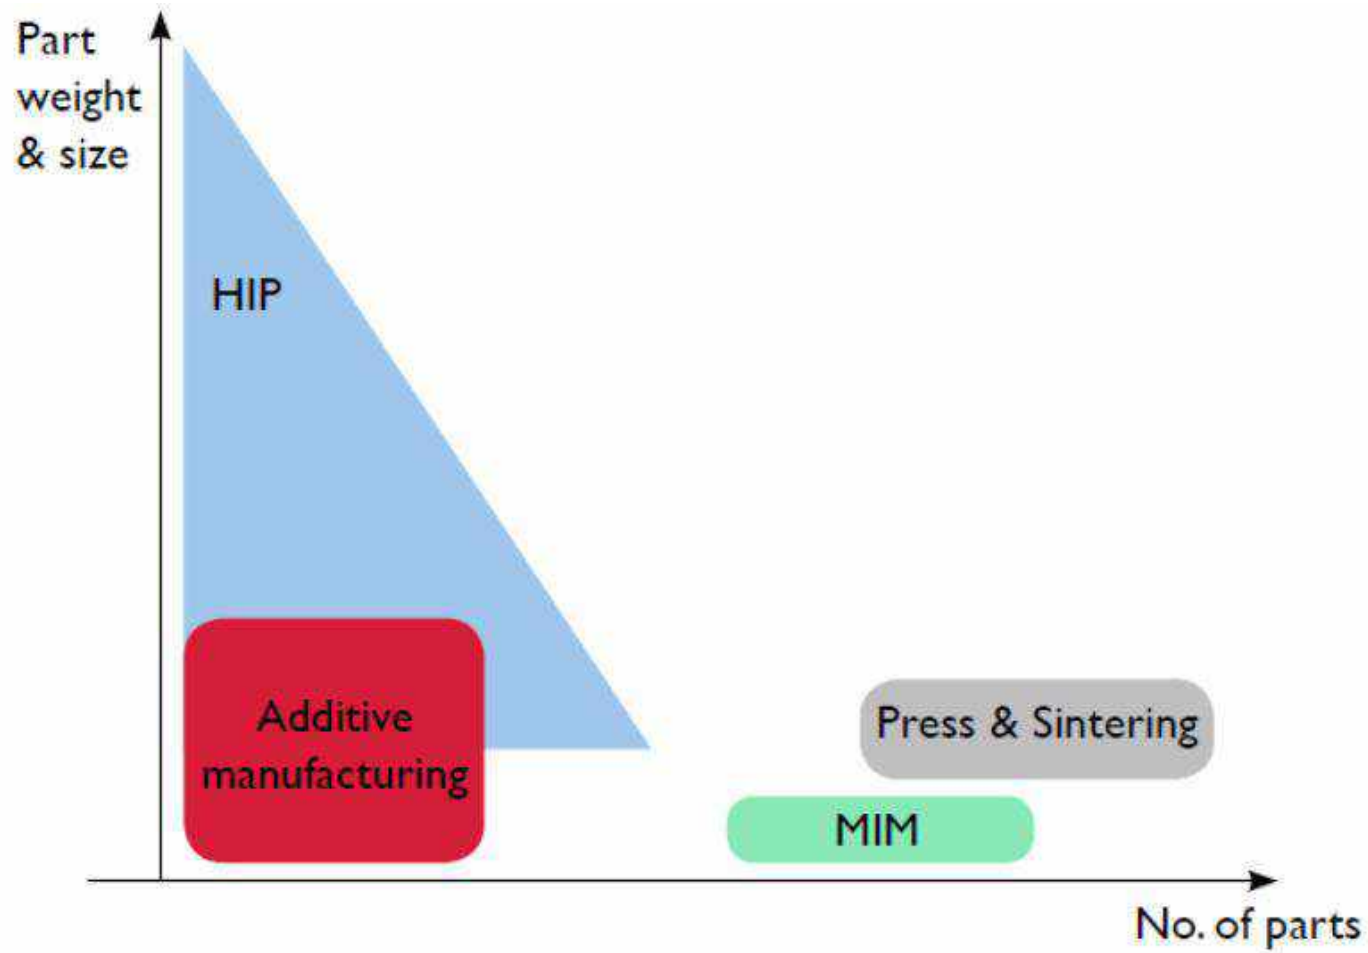 Part
weight
& size
HIP
Additive
manufacturing
Press & Sintering
MIM
No. of parts